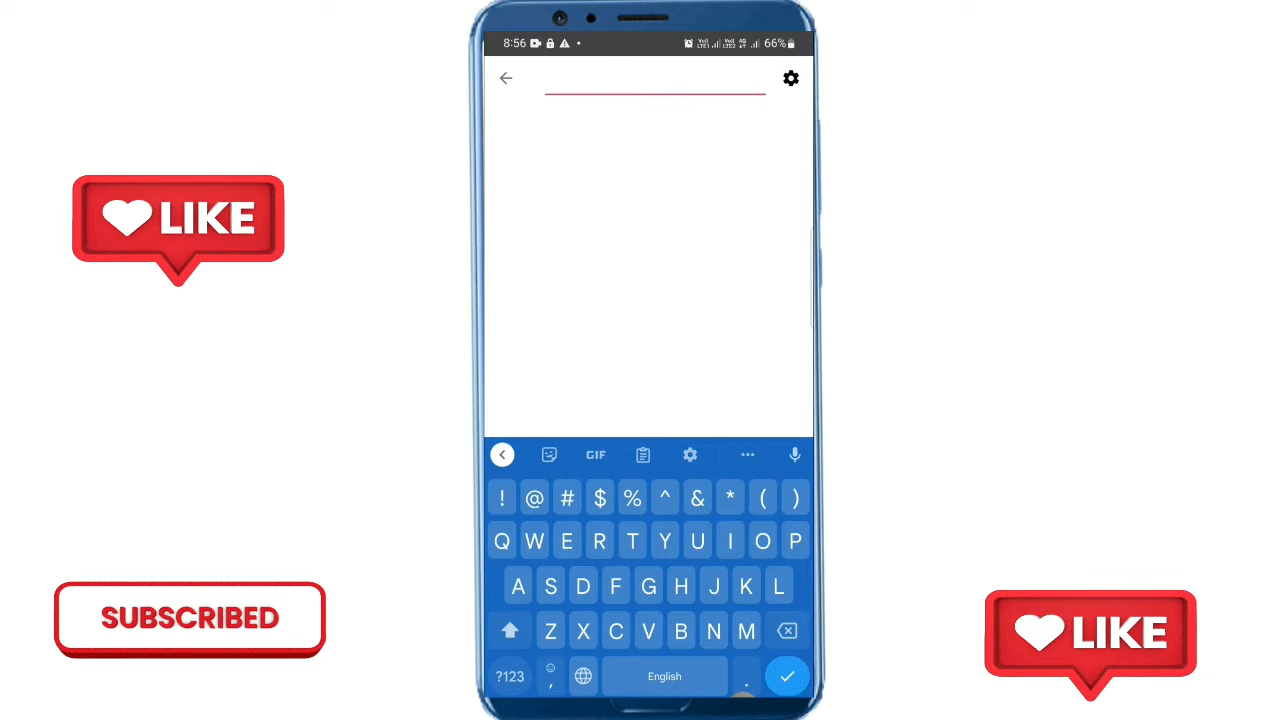 8:56 66%
LIKE
GIF
! @ # $ % ^ & * ( )
Q W E R T Y U I O P
A S D F G H J K L
Z X C V B N M
?123 , English .
SUBSCRIBED
LIKE